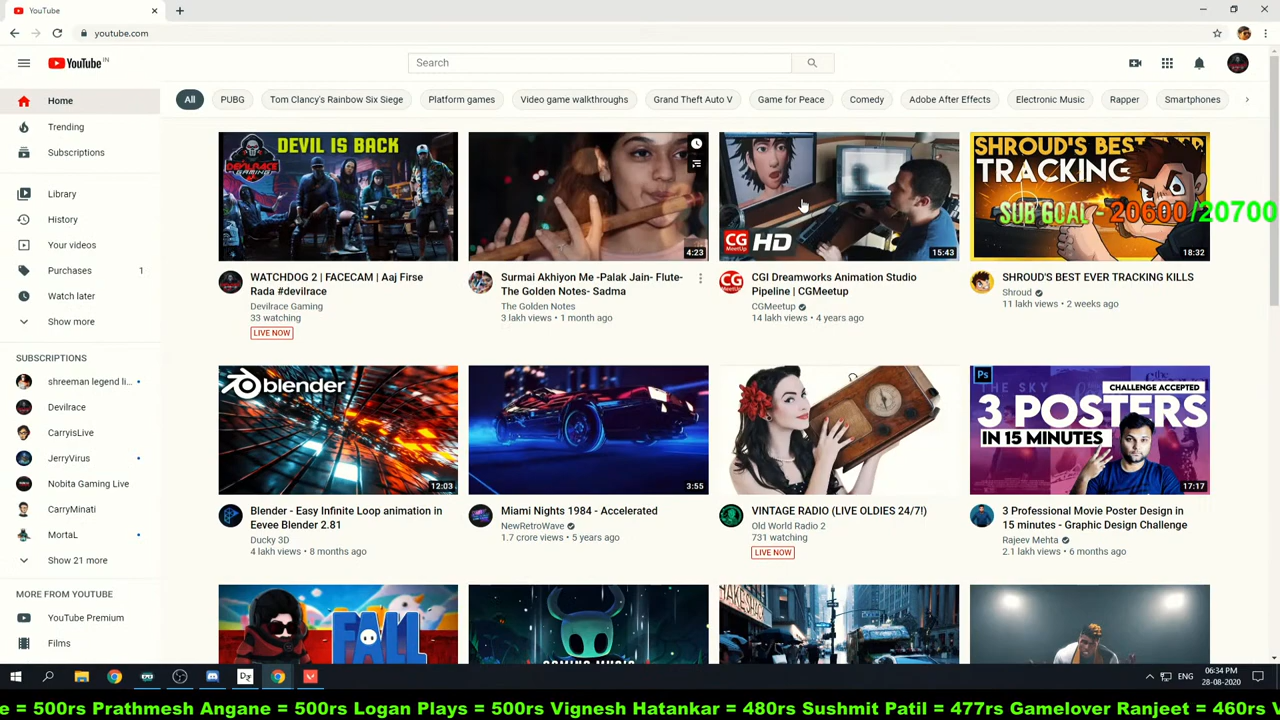 YouTube
youtube.com
YouTube IN
Search
All
PUBG
Tom Clancy's Rainbow Six Siege
Platform games
Video game walkthroughs
Grand Theft Auto V
Game for Peace
Comedy
Adobe After Effects
Electronic Music
Rapper
Smartphones
Home
Trending
Subscriptions
Library
History
Your videos
Purchases 1
Watch later
Show more
SUBSCRIPTIONS
shreeman legend li...
Devilrace
CarryisLive
JerryVirus
Nobita Gaming Live
CarryMinati
MortaL
Show 21 more
MORE FROM YOUTUBE
YouTube Premium
Films
DEVIL IS BACK
DEVILRACE
GAMING
WATCHDOG 2 | FACECAM | Aaj Firse
Rada #devilrace
Devilrace Gaming
33 watching
LIVE NOW
4:23
Surmai Akhiyon Me -Palak Jain- Flute-
The Golden Notes- Sadma
The Golden Notes
3 lakh views • 1 month ago
CG
MeetUp
HD
15:43
CGI Dreamworks Animation Studio
Pipeline | CGMeetup
CGMeetup
14 lakh views • 4 years ago
SHROUD'S BEST EVER
TRACKING
SUB GOAL - 20600/20700
18:32
SHROUD'S BEST EVER TRACKING KILLS
Shroud
11 lakh views • 2 weeks ago
blender
12:03
Blender - Easy Infinite Loop animation in
Eevee Blender 2.81
Ducky 3D
4 lakh views • 8 months ago
3:55
Miami Nights 1984 - Accelerated
NewRetroWave
1.7 crore views • 5 years ago
VINTAGE RADIO (LIVE OLDIES 24/7!)
Old World Radio 2
731 watching
LIVE NOW
Ps
THE SKY
CHALLENGE ACCEPTED
3 POSTERS
IN 15 MINUTES
17:17
3 Professional Movie Poster Design in
15 minutes - Graphic Design Challenge
Rajeev Mehta
2.1 lakh views • 6 months ago
FALL
GAMING MUSIC
SHAKE SHACK
ENG
06:34 PM
28-08-2020
e = 500rs Prathmesh Angane = 500rs Logan Plays = 500rs Vignesh Hatankar = 480rs Sushmit Patil = 477rs Gamelover Ranjeet = 460rs V